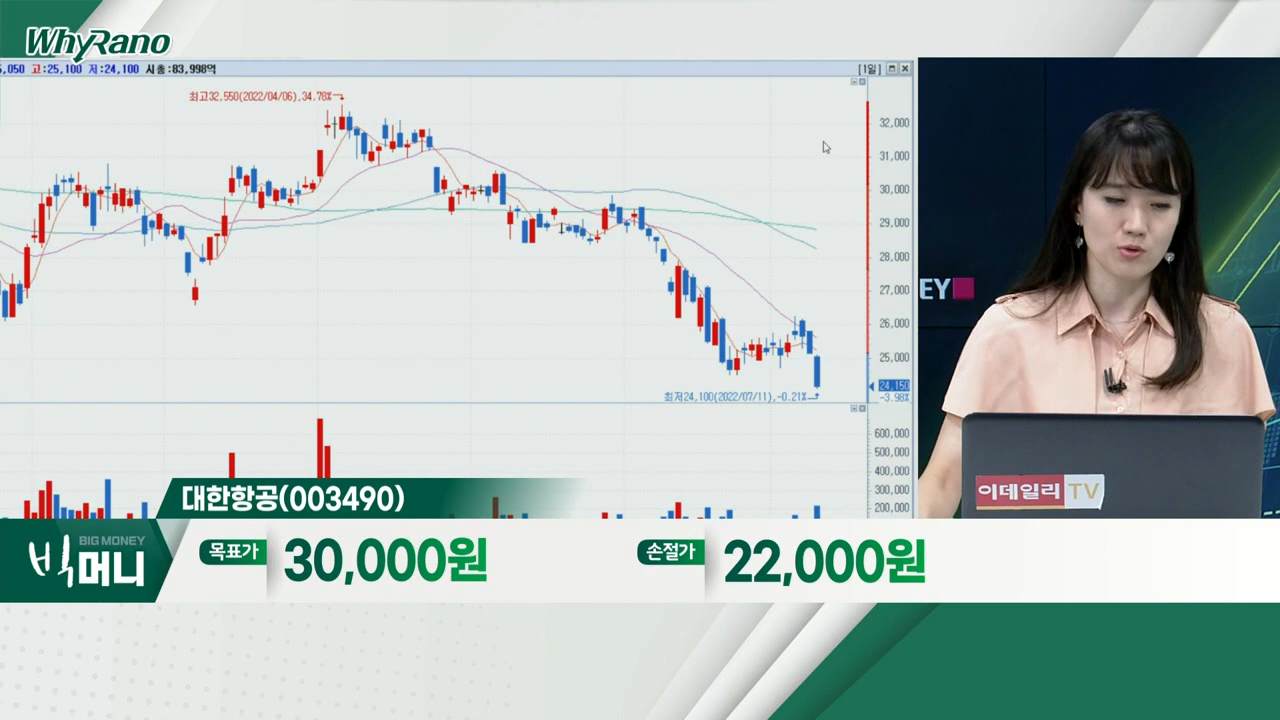 WhyRano
5,050 고:25,100 저:24,100 시총:83,998억
[1일]
최고32,550(2022/04/06),34.78%→
32,000
31,000
30,000
29,000
28,000
27,000
26,000
25,000
24,150
-3.98%
최저24,100(2022/07/11),-0.21%→
600,000
500,000
400,000
300,000
200,000
EY
이데일리 TV
대한항공(003490)
BIG MONEY
빅머니
목표가 30,000원
손절가 22,000원